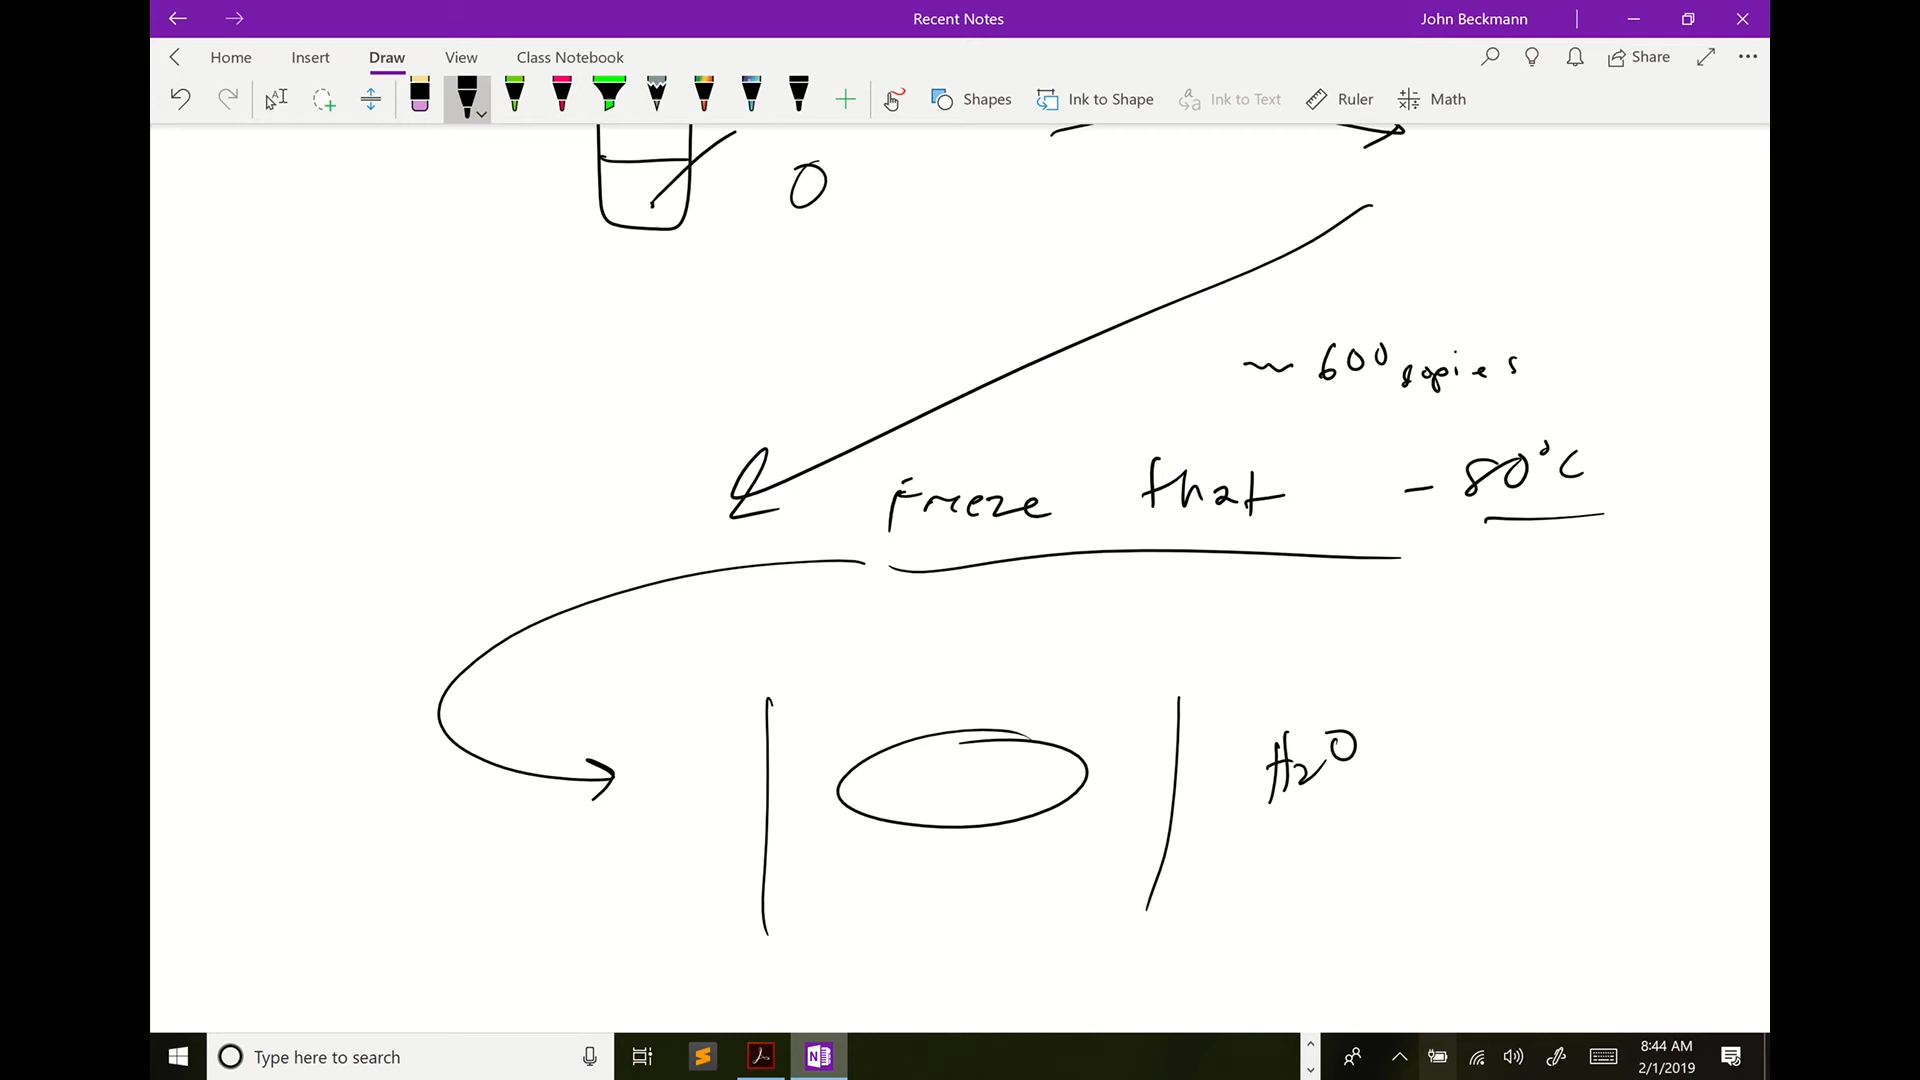 Recent Notes
John Beckmann
Home Insert Draw View Class Notebook
Share
Shapes Ink to Shape Ink to Text Ruler Math
O
~ 600 copies
Freeze that - 80°C
H2O
Type here to search
8:44 AM
2/1/2019